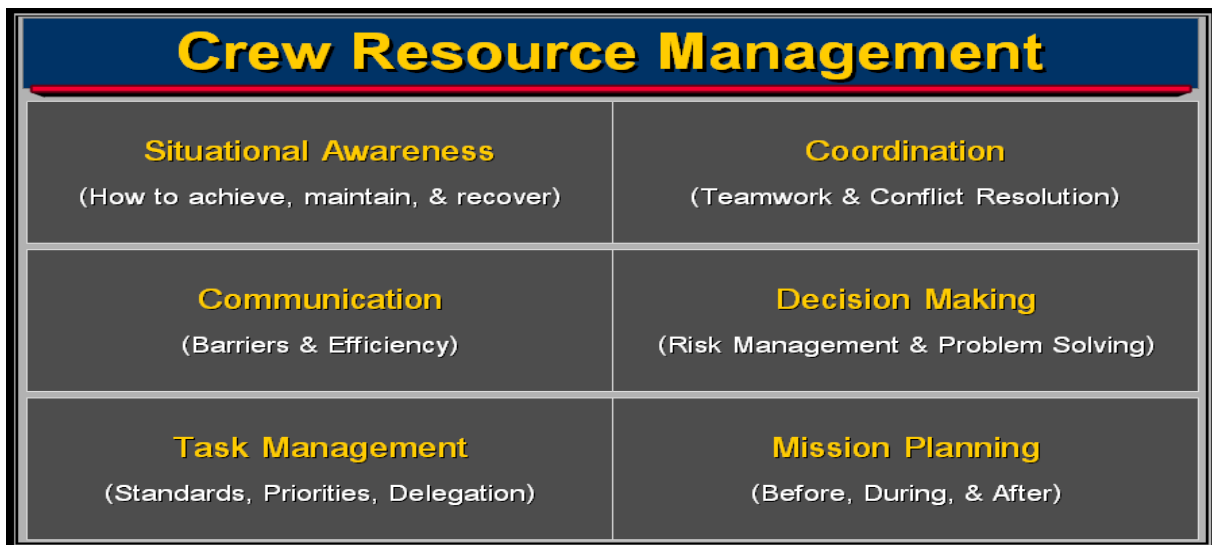 Crew Resource Management
Situational Awareness
(How to achieve, maintain, & recover)
Coordination
(Teamwork & Conflict Resolution)
Communication
(Barriers & Efficiency)
Decision Making
(Risk Management & Problem Solving)
Task Management
(Standards, Priorities, Delegation)
Mission Planning
(Before, During, & After)